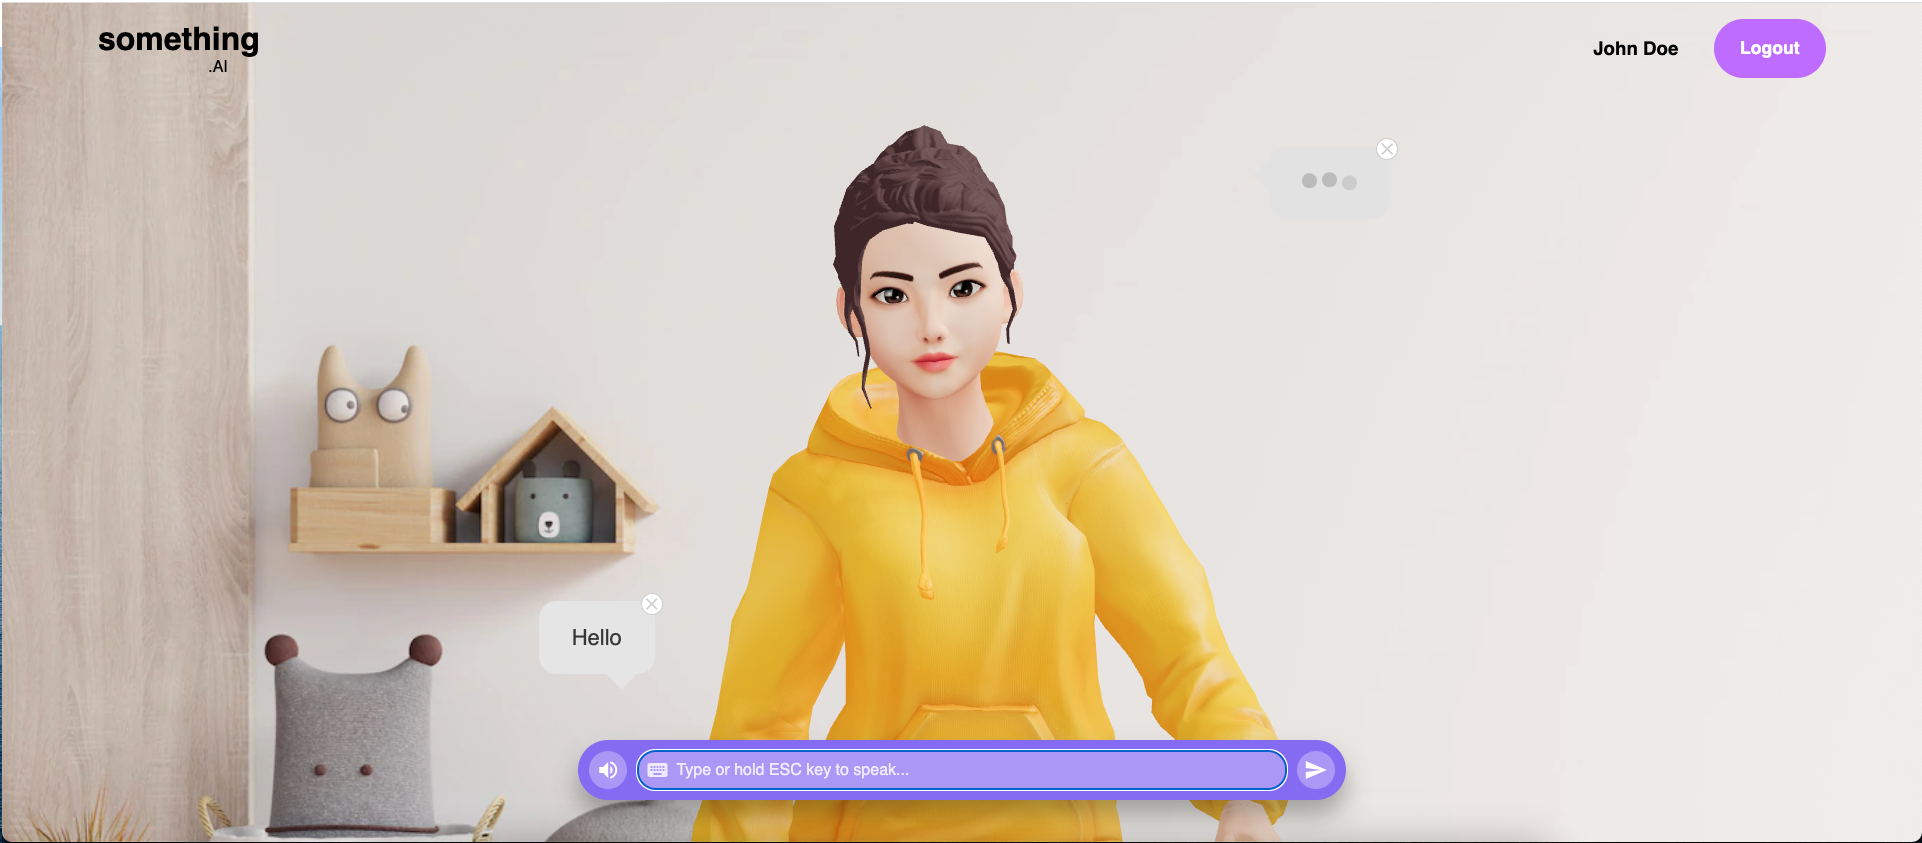 something
.AI
John Doe
Logout
Hello
Type or hold ESC key to speak...